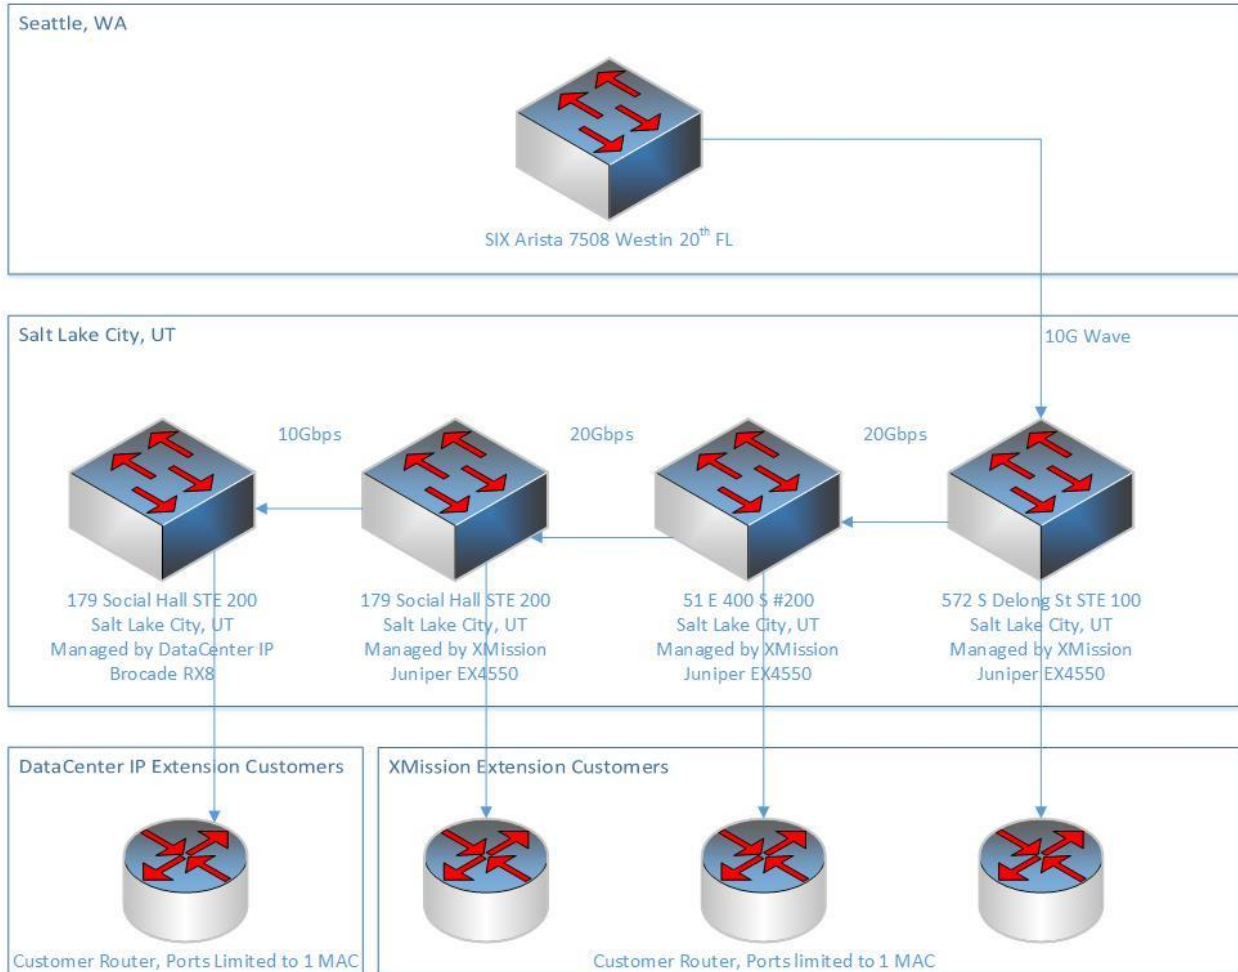 Seattle, WA
SIX Arista 7508 Westin 20th FL
Salt Lake City, UT
10G Wave
10Gbps
20Gbps
20Gbps
179 Social Hall STE 200
Salt Lake City, UT
Managed by DataCenter IP
Brocade RX8
179 Social Hall STE 200
Salt Lake City, UT
Managed by XMission
Juniper EX4550
51 E 400 S #200
Salt Lake City, UT
Managed by XMission
Juniper EX4550
572 S Delong St STE 100
Salt Lake City, UT
Managed by XMission
Juniper EX4550
DataCenter IP Extension Customers
Customer Router, Ports Limited to 1 MAC
XMission Extension Customers
Customer Router, Ports limited to 1 MAC